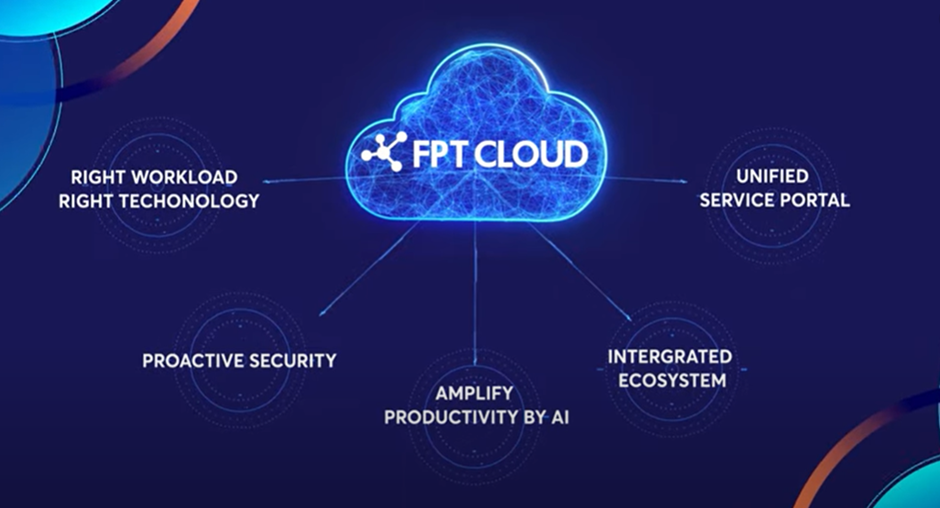 FPT CLOUD
RIGHT WORKLOAD
RIGHT TECHONOLOGY
UNIFIED
SERVICE PORTAL
PROACTIVE SECURITY
AMPLIFY
PRODUCTIVITY BY AI
INTERGRATED
ECOSYSTEM